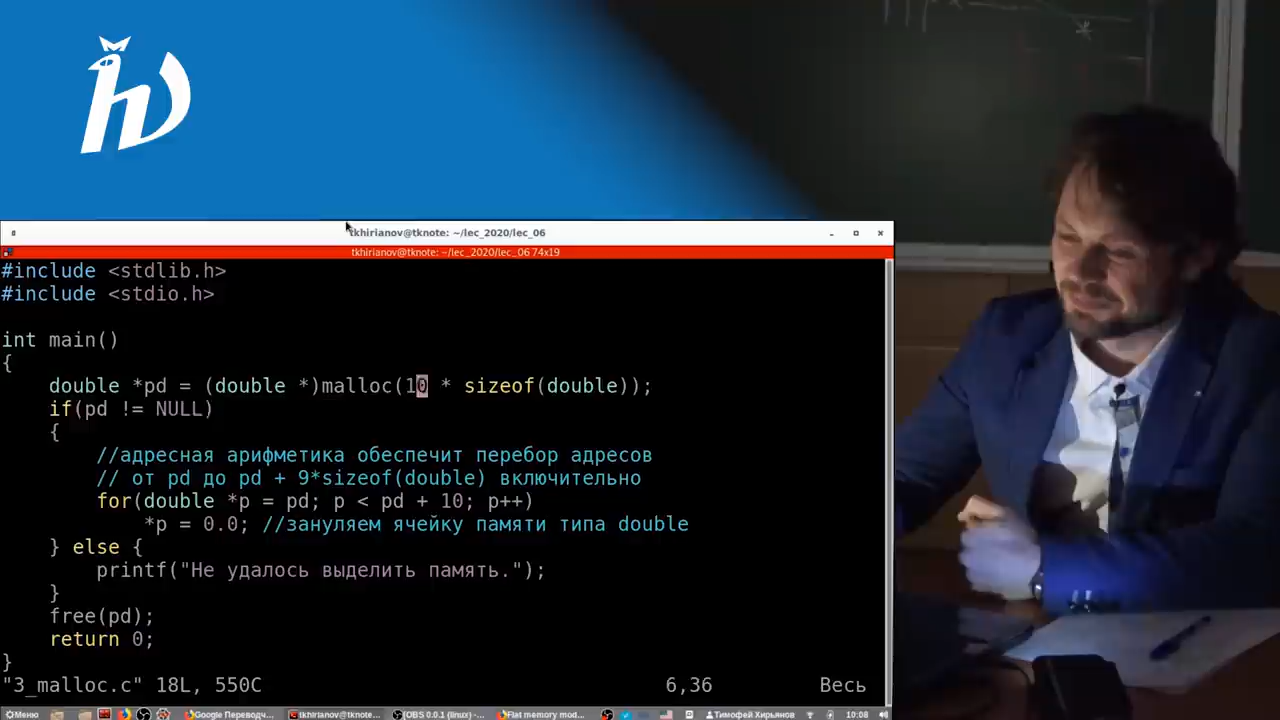 tkhirianov@tknote: ~/lec_2020/lec_06
tkhirianov@tknote: ~/lec_2020/lec_06 74x19
#include <stdlib.h>
#include <stdio.h>
int main()
{
double *pd = (double *)malloc(10 * sizeof(double));
if(pd != NULL)
{
//адресная арифметика обеспечит перебор адресов
// от pd до pd + 9*sizeof(double) включительно
for(double *p = pd; p < pd + 10; p++)
*p = 0.0; //зануляем ячейку памяти типа double
} else {
printf("Не удалось выделить память.");
}
free(pd);
return 0;
}
"3_malloc.c" 18L, 550C 6,36 Весь
Меню Google Переводч... tkhirianov@tknote... [OBS 0.0.1 (linux) -... Flat memory mod... Тимофей Хирьянов 10:08